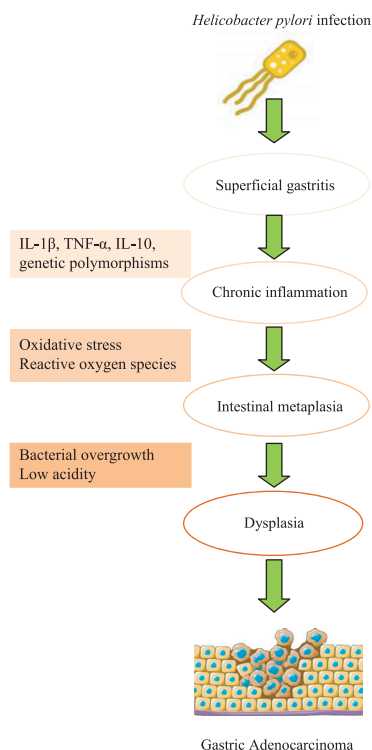 Helicobacter pylori infection
Superficial gastritis
IL-1β, TNF-α, IL-10,
genetic polymorphisms
Chronic inflammation
Oxidative stress
Reactive oxygen species
Intestinal metaplasia
Bacterial overgrowth
Low acidity
Dysplasia
Gastric Adenocarcinoma